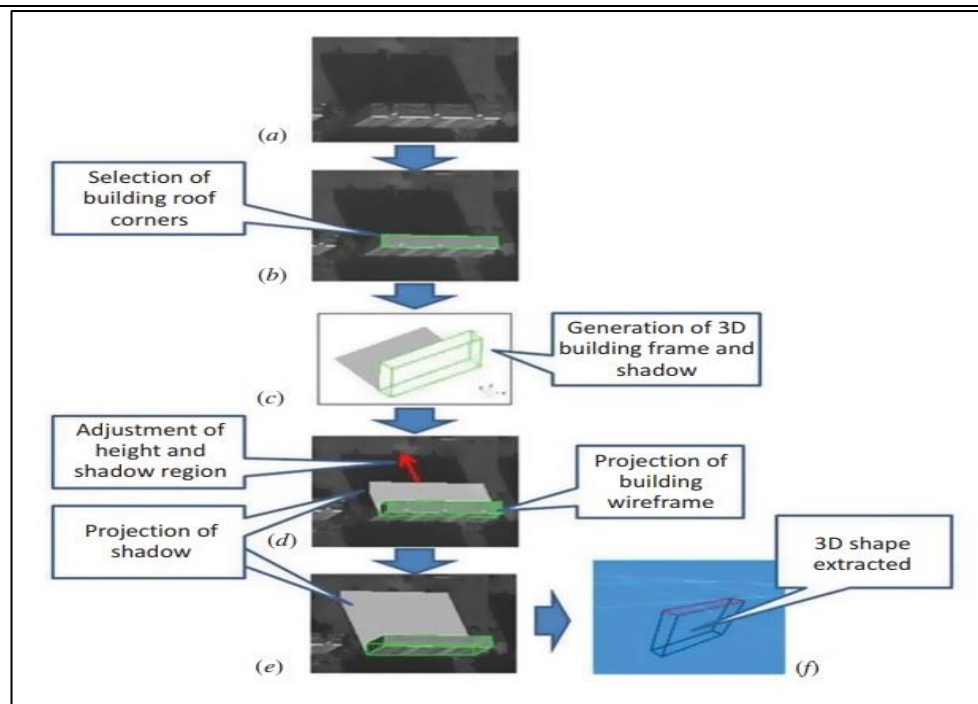 (a)
Selection of
building roof
corners
(b)
Generation of 3D
building frame and
shadow
(c)
Adjustment of
height and
shadow region
Projection of
building
wireframe
Projection of
shadow
(d)
3D shape
extracted
(e)
(f)